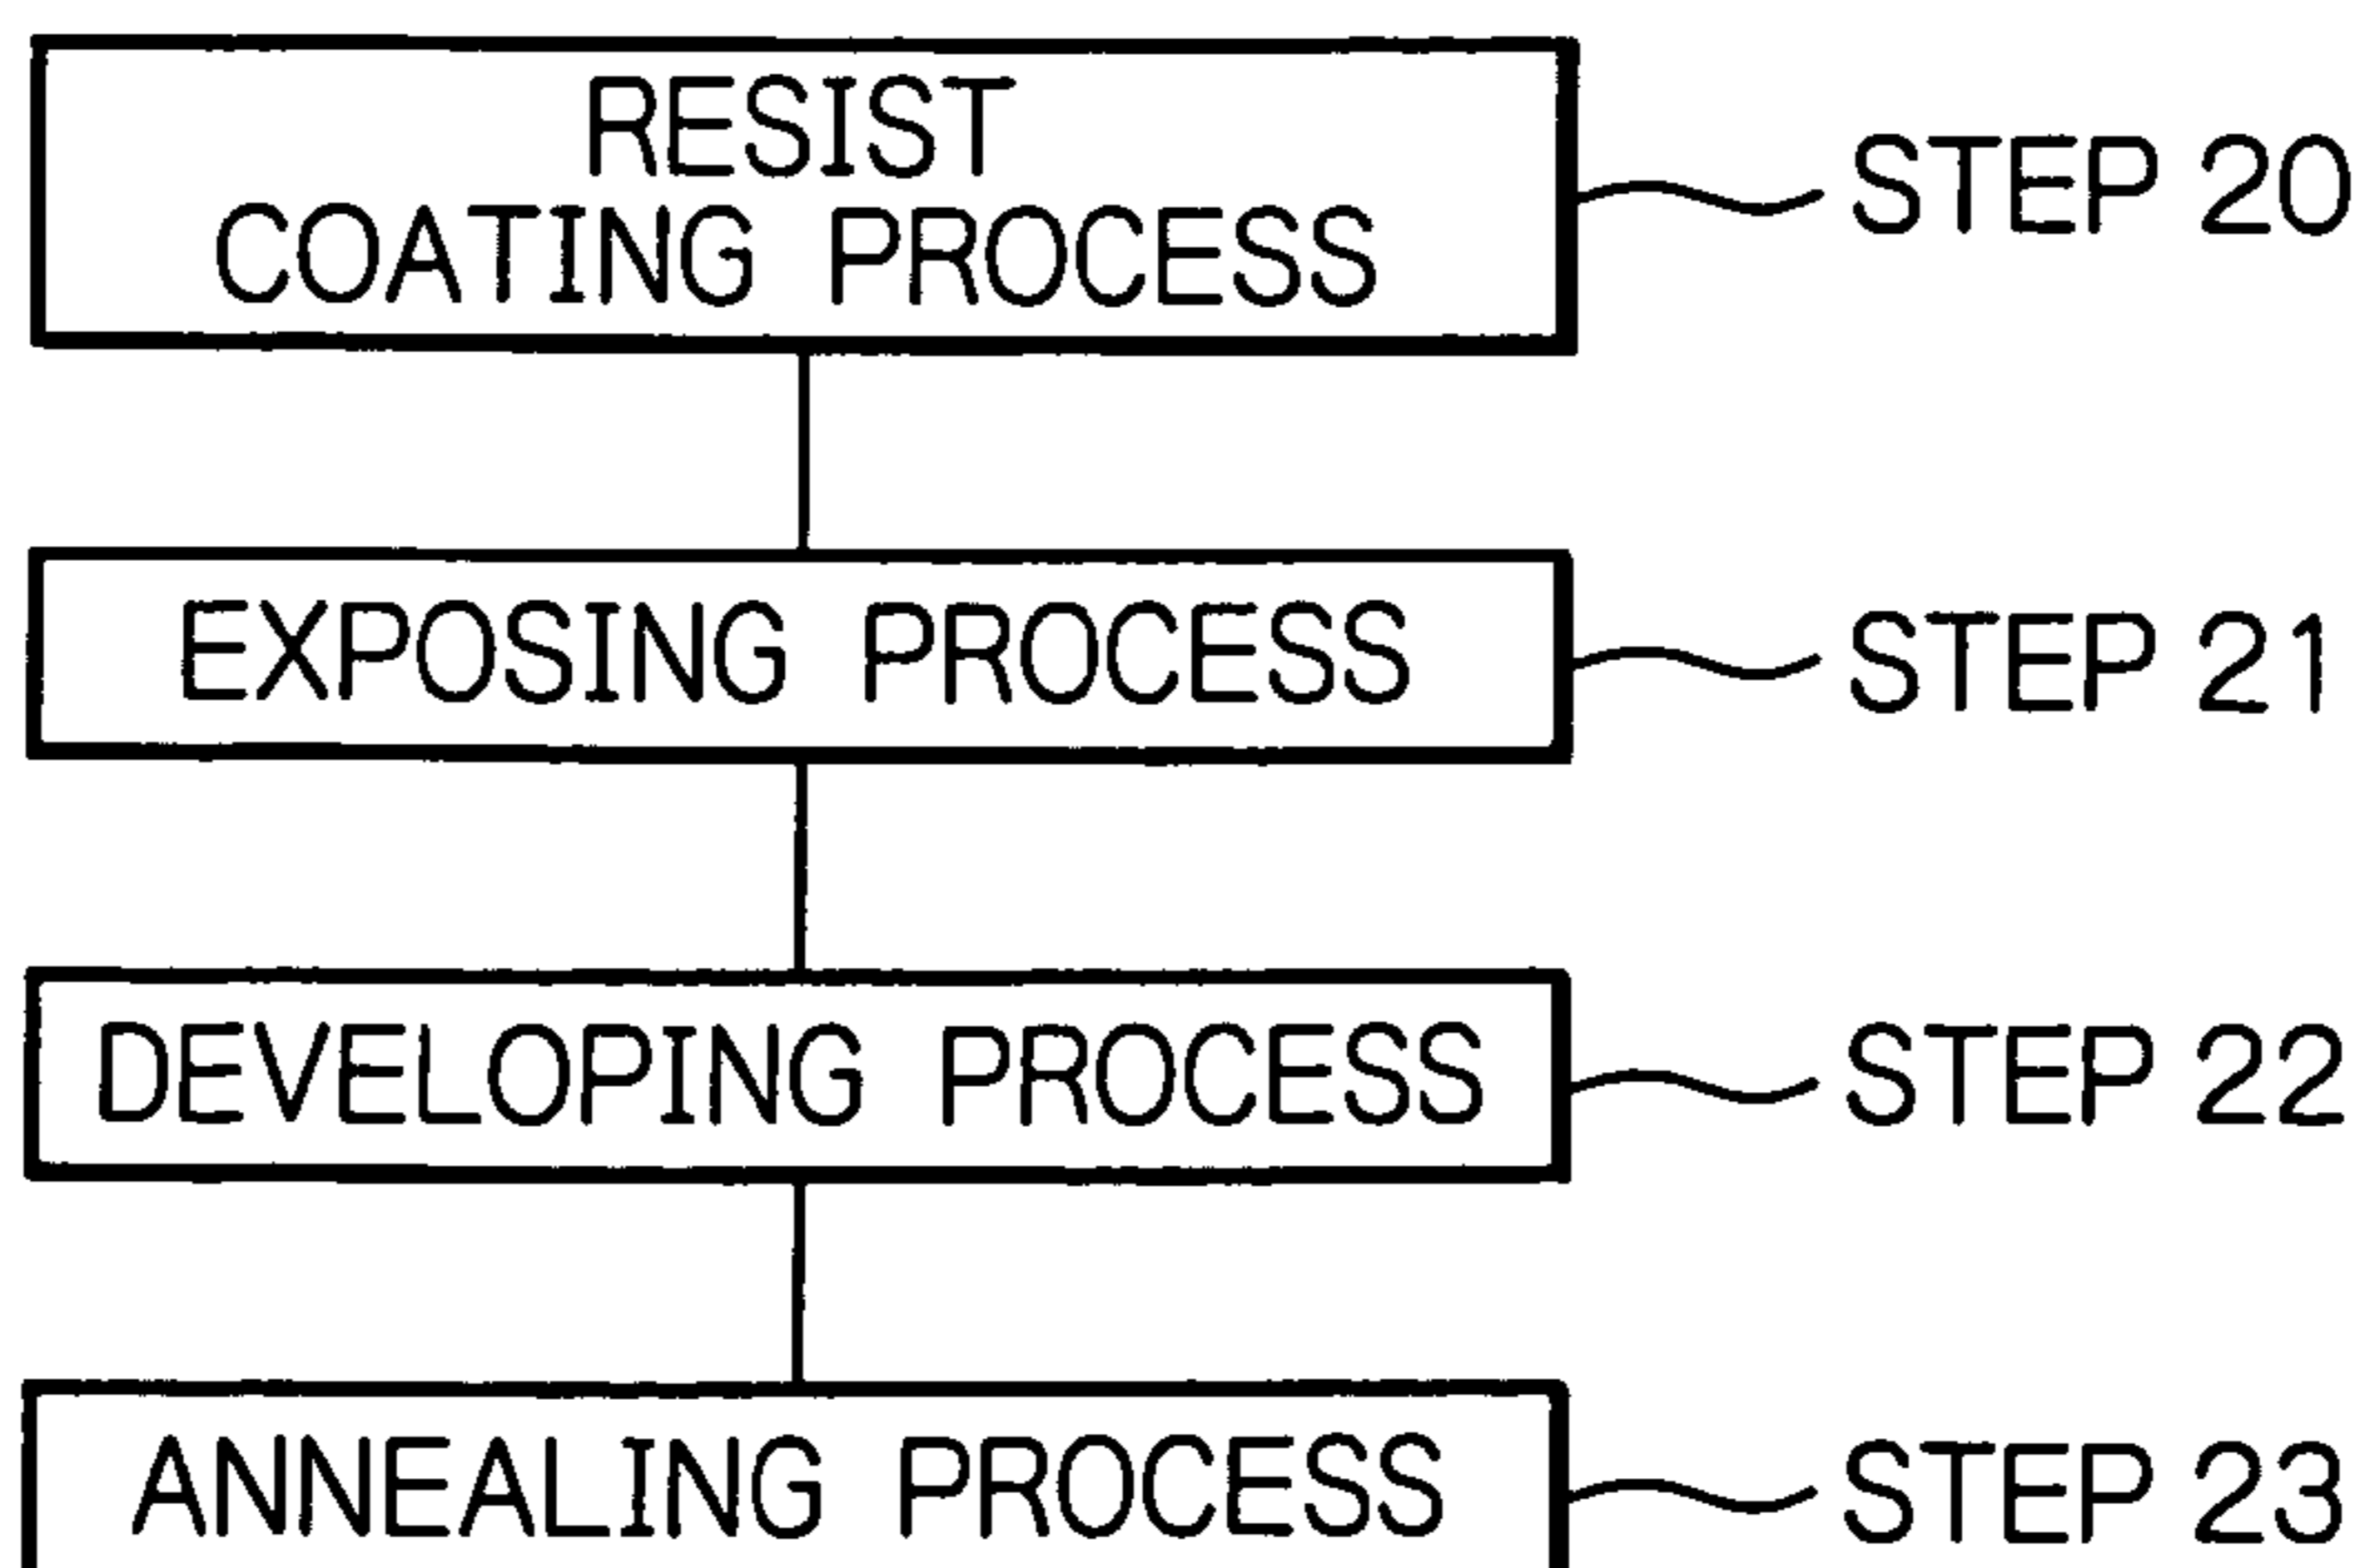 RESIST
COATING PROCESS
STEP 20
EXPOSING PROCESS
STEP 21
DEVELOPING PROCESS
STEP 22
ANNEALING PROCESS
STEP 23